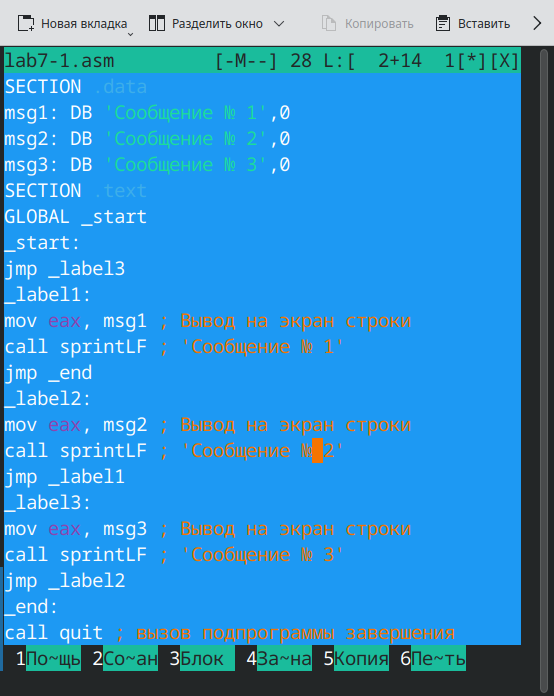 Новая вкладка Разделить окно Копировать Вставить
lab7-1.asm [-M--] 28 L:[ 2+14 1[*][X]
SECTION .data
msg1: DB 'Сообщение № 1',0
msg2: DB 'Сообщение № 2',0
msg3: DB 'Сообщение № 3',0
SECTION .text
GLOBAL _start
_start:
jmp _label3
_label1:
mov eax, msg1 ; Вывод на экран строки
call sprintLF ; 'Сообщение № 1'
jmp _end
_label2:
mov eax, msg2 ; Вывод на экран строки
call sprintLF ; 'Сообщение № 2'
jmp _label1
_label3:
mov eax, msg3 ; Вывод на экран строки
call sprintLF ; 'Сообщение № 3'
jmp _label2
_end:
call quit ; вызов подпрограммы завершения
1По~щь 2Со~ан 3Блок 4За~на 5Копия 6Пе~ть